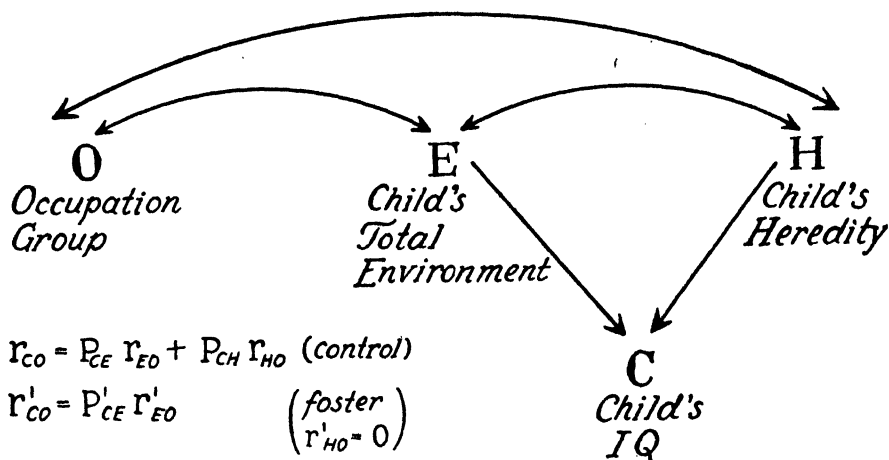 O
Occupation
Group
E
Child's
Total
Environment
H
Child's
Heredity
r_CO = P_CE r_EO + P_CH r_HO (control)
r'_CO = P'_CE r'_EO (foster
r'_HO = 0)
C
Child's
IQ